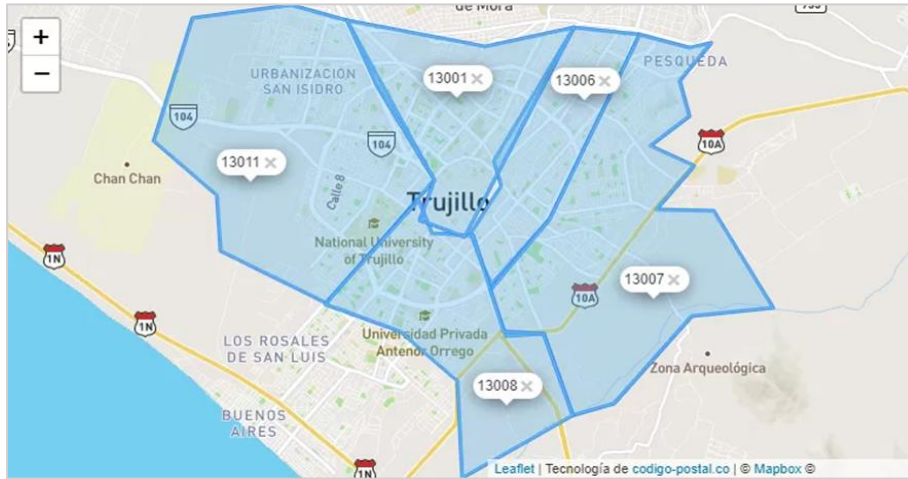 de Mora
+
−
1N
104
URBANIZACIÓN
SAN ISIDRO
13001 ×
13006 ×
PESQUEDA
104
10A
13011 ×
Chan Chan
Calle 8
Trujillo
National University
of Trujillo
1N
13007 ×
10A
1N
Universidad Privada
Antenor Orrego
LOS ROSALES
DE SAN LUIS
Zona Arqueológica
13008 ×
BUENOS
AIRES
1N
Leaflet | Tecnología de codigo-postal.co | © Mapbox ©